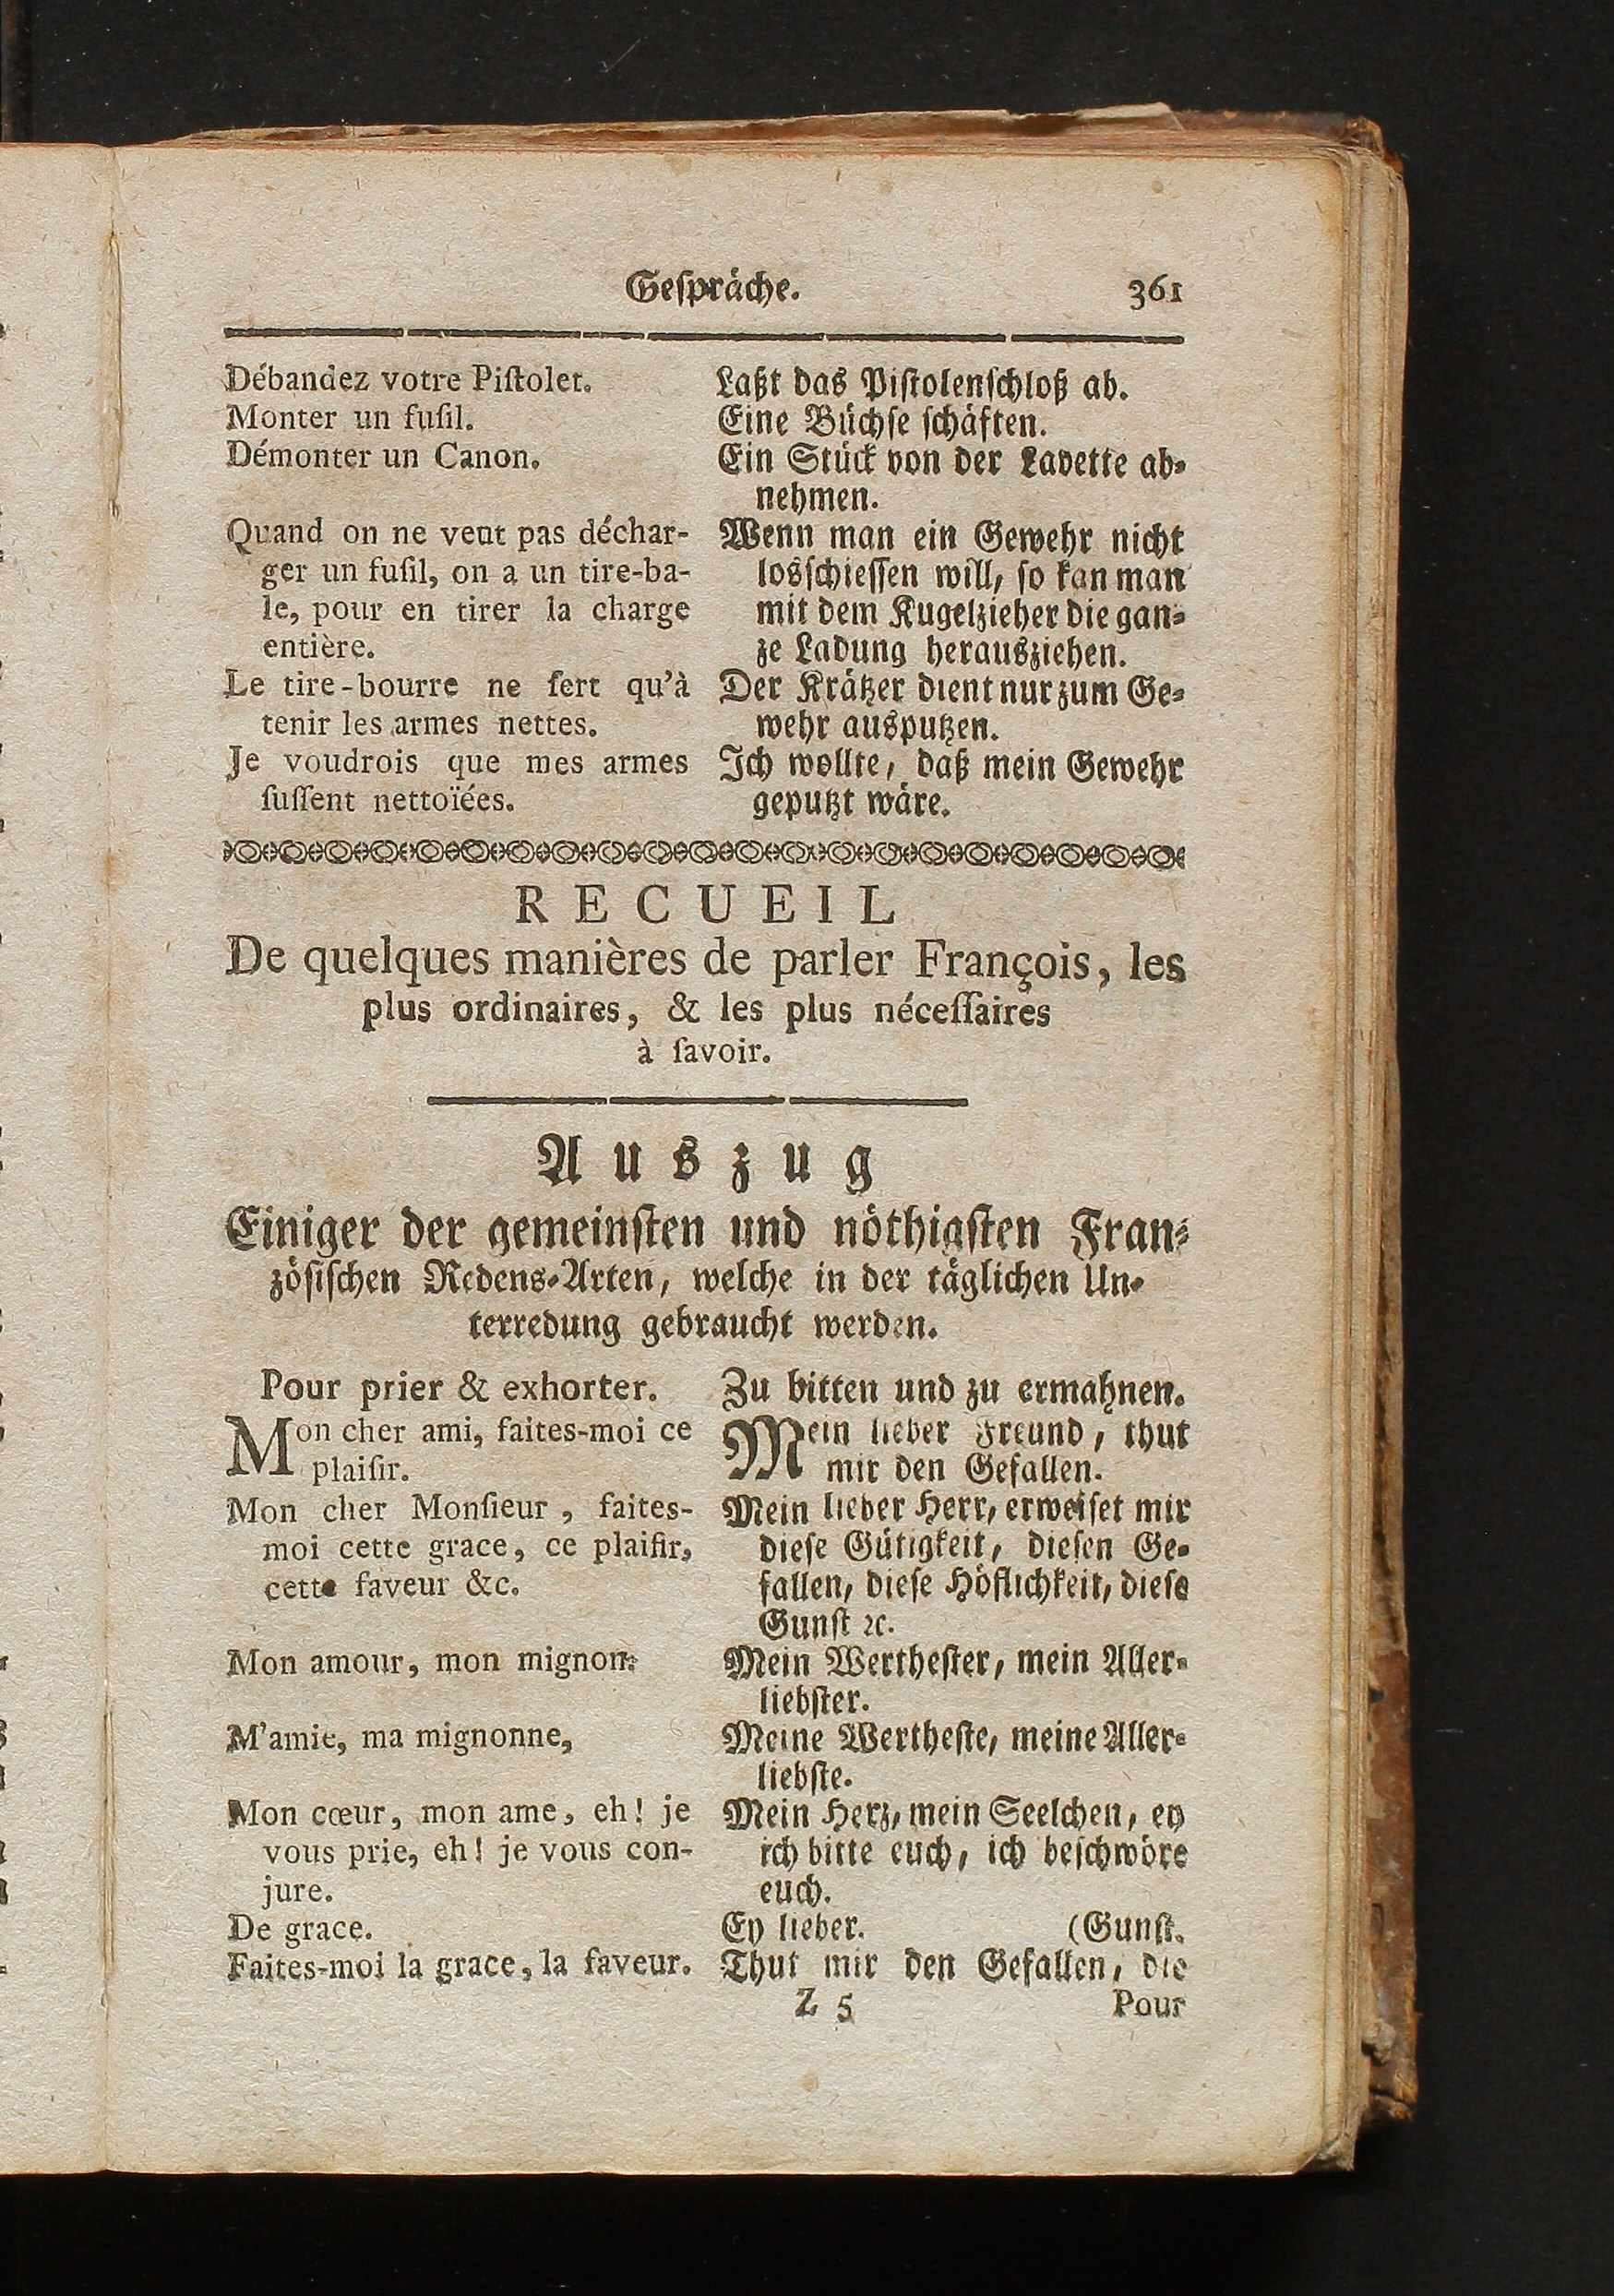 Gespräche. 361
Débandez votre Piſtolet.
Monter un fuſil.
Démonter un Canon.
Quand on ne veut pas déchar-
ger un fuſil, on a un tire-ba-
le, pour en tirer la charge
entière.
Le tire-bourre ne ſert qu'à
tenir les armes nettes.
Je voudrois que mes armes
fuſſent nettoïées.
Laßt das Piſtolenſchloß ab.
Eine Büchſe ſchäften.
Ein Stück von der Lavette ab-
nehmen.
Wenn man ein Gewehr nicht
losſchieſſen will, ſo kan man
mit dem Kugelzieher die gan-
ze Ladung herausziehen.
Der Krätzer dient nur zum Ge-
wehr ausputzen.
Ich wollte, daß mein Gewehr
geputzt wäre.
RECUEIL
De quelques manières de parler François, les
plus ordinaires, & les plus néceſſaires
à ſavoir.
Auszug
Einiger der gemeinſten und nöthigſten Fran-
zöſiſchen Redens-Arten, welche in der täglichen Un-
terredung gebraucht werden.
Pour prier & exhorter.
Mon cher ami, faites-moi ce
plaiſir.
Mon cher Monſieur, faites-
moi cette grace, ce plaiſir,
cette faveur &c.
Mon amour, mon mignon.
M'amie, ma mignonne,
Mon cœur, mon ame, eh! je
vous prie, eh! je vous con-
jure.
De grace.
Faites-moi la grace, la faveur.
Zu bitten und zu ermahnen.
Mein lieber Freund, thut
mir den Gefallen.
Mein lieber Herr, erweiſet mir
dieſe Gütigkeit, dieſen Ge-
fallen, dieſe Höflichkeit, dieſe
Gunſt ꝛc.
Mein Wertheſter, mein Aller-
liebſter.
Meine Wertheſte, meine Aller-
liebſte.
Mein Herz, mein Seelchen, ey
ich bitte euch, ich beſchwöre
euch.
Ey lieber. (Gunſt.
Thut mir den Gefallen, die
Z 5 Pour